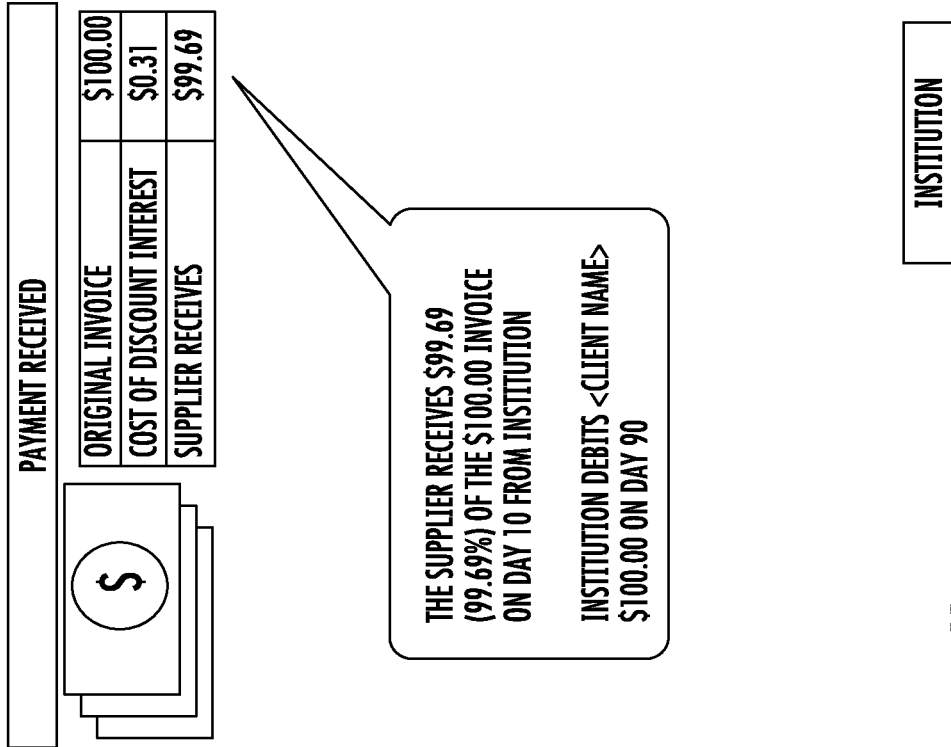 PAYMENT RECEIVED
$
ORIGINAL INVOICE $100.00
COST OF DISCOUNT INTEREST $0.31
SUPPLIER RECEIVES $99.69
THE SUPPLIER RECEIVES $99.69
(99.69%) OF THE $100.00 INVOICE
ON DAY 10 FROM INSTITUTION
INSTITUTION DEBITS <CLIENT NAME>
$100.00 ON DAY 90
INSTITUTION